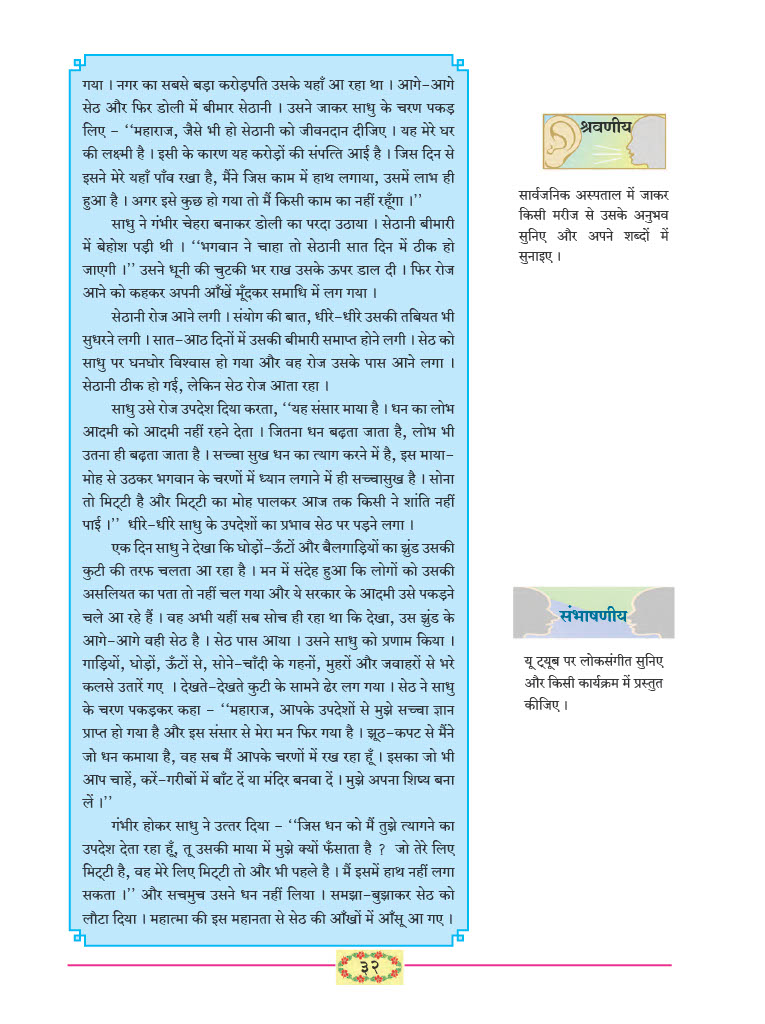 गया । नगर का सबसे बड़ा करोड़पति उसके यहाँ आ रहा था । आगे-आगे
सेठ और फिर डोली में बीमार सेठानी । उसने जाकर साधु के चरण पकड़
लिए - ‘‘महाराज, जैसे भी हो सेठानी को जीवनदान दीजिए । यह मेरे घर
की लक्ष्मी है । इसी के कारण यह करोड़ों की संपत्ति आई है । जिस दिन से
इसने मेरे यहाँ पाँव रखा है, मैंने जिस काम में हाथ लगाया, उसमें लाभ ही
हुआ है । अगर इसे कुछ हो गया तो मैं किसी काम का नहीं रहूँगा ।’’
साधु ने गंभीर चेहरा बनाकर डोली का परदा उठाया । सेठानी बीमारी
में बेहोश पड़ी थी । ‘‘भगवान ने चाहा तो सेठानी सात दिन में ठीक हो
जाएगी ।’’ उसने धूनी की चुटकी भर राख उसके ऊपर डाल दी । फिर रोज
आने को कहकर अपनी आँखें मूँदकर समाधि में लग गया ।
सेठानी रोज आने लगी । संयोग की बात, धीरे-धीरे उसकी तबियत भी
सुधरने लगी । सात-आठ दिनों में उसकी बीमारी समाप्त होने लगी । सेठ को
साधु पर घनघोर विश्वास हो गया और वह रोज उसके पास आने लगा ।
सेठानी ठीक हो गई, लेकिन सेठ रोज आता रहा ।
साधु उसे रोज उपदेश दिया करता, ‘‘यह संसार माया है । धन का लोभ
आदमी को आदमी नहीं रहने देता । जितना धन बढ़ता जाता है, लोभ भी
उतना ही बढ़ता जाता है । सच्चा सुख धन का त्याग करने में है, इस माया-
मोह से उठकर भगवान के चरणों में ध्यान लगाने में ही सच्चासुख है । सोना
तो मिट्टी है और मिट्टी का मोह पालकर आज तक किसी ने शांति नहीं
पाई ।’’ धीरे-धीरे साधु के उपदेशों का प्रभाव सेठ पर पड़ने लगा ।
एक दिन साधु ने देखा कि घोड़ों-ऊँटों और बैलगाड़ियों का झुंड उसकी
कुटी की तरफ चलता आ रहा है । मन में संदेह हुआ कि लोगों को उसकी
असलियत का पता तो नहीं चल गया और ये सरकार के आदमी उसे पकड़ने
चले आ रहे हैं । वह अभी यहीं सब सोच ही रहा था कि देखा, उस झुंड के
आगे-आगे वही सेठ है । सेठ पास आया । उसने साधु को प्रणाम किया ।
गाड़ियों, घोड़ों, ऊँटों से, सोने-चाँदी के गहनों, मुहरों और जवाहरों से भरे
कलसे उतारें गए । देखते-देखते कुटी के सामने ढेर लग गया । सेठ ने साधु
के चरण पकड़कर कहा - ‘‘महाराज, आपके उपदेशों से मुझे सच्चा ज्ञान
प्राप्त हो गया है और इस संसार से मेरा मन फिर गया है । झूठ-कपट से मैंने
जो धन कमाया है, वह सब मैं आपके चरणों में रख रहा हूँ । इसका जो भी
आप चाहें, करें-गरीबों में बाँट दें या मंदिर बनवा दें । मुझे अपना शिष्य बना
लें ।’’
गंभीर होकर साधु ने उत्तर दिया - ‘‘जिस धन को मैं तुझे त्यागने का
उपदेश देता रहा हूँ, तू उसकी माया में मुझे क्यों फँसाता है ? जो तेरे लिए
मिट्टी है, वह मेरे लिए मिट्टी तो और भी पहले है । मैं इसमें हाथ नहीं लगा
सकता ।’’ और सचमुच उसने धन नहीं लिया । समझा-बुझाकर सेठ को
लौटा दिया । महात्मा की इस महानता से सेठ की आँखों में आँसू आ गए ।
श्रवणीय
सार्वजनिक अस्पताल में जाकर
किसी मरीज से उसके अनुभव
सुनिए और अपने शब्दों में
सुनाइए ।
संभाषणीय
यू ट्यूब पर लोकसंगीत सुनिए
और किसी कार्यक्रम में प्रस्तुत
कीजिए ।
३२